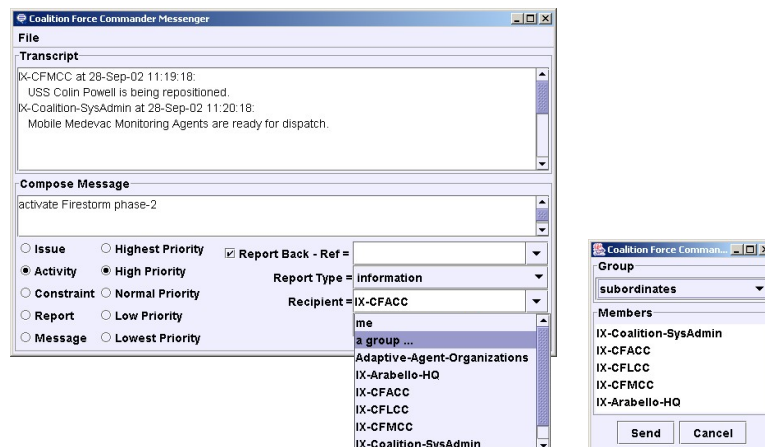 Coalition Force Commander Messenger
File
Transcript
IX-CFMCC at 28-Sep-02 11:19:18:
USS Colin Powell is being repositioned.
IX-Coalition-SysAdmin at 28-Sep-02 11:20:18:
Mobile Medevac Monitoring Agents are ready for dispatch.
Compose Message
activate Firestorm phase-2
Issue
Highest Priority
Report Back - Ref =
Activity
High Priority
Report Type = information
Constraint
Normal Priority
Recipient = IX-CFACC
Report
Low Priority
Message
Lowest Priority
me
a group ...
Adaptive-Agent-Organizations
IX-Arabello-HQ
IX-CFACC
IX-CFLCC
IX-CFMCC
IX-Coalition-SysAdmin
Coalition Force Comman...
Group
subordinates
Members
IX-Coalition-SysAdmin
IX-CFACC
IX-CFLCC
IX-CFMCC
IX-Arabello-HQ
Send
Cancel